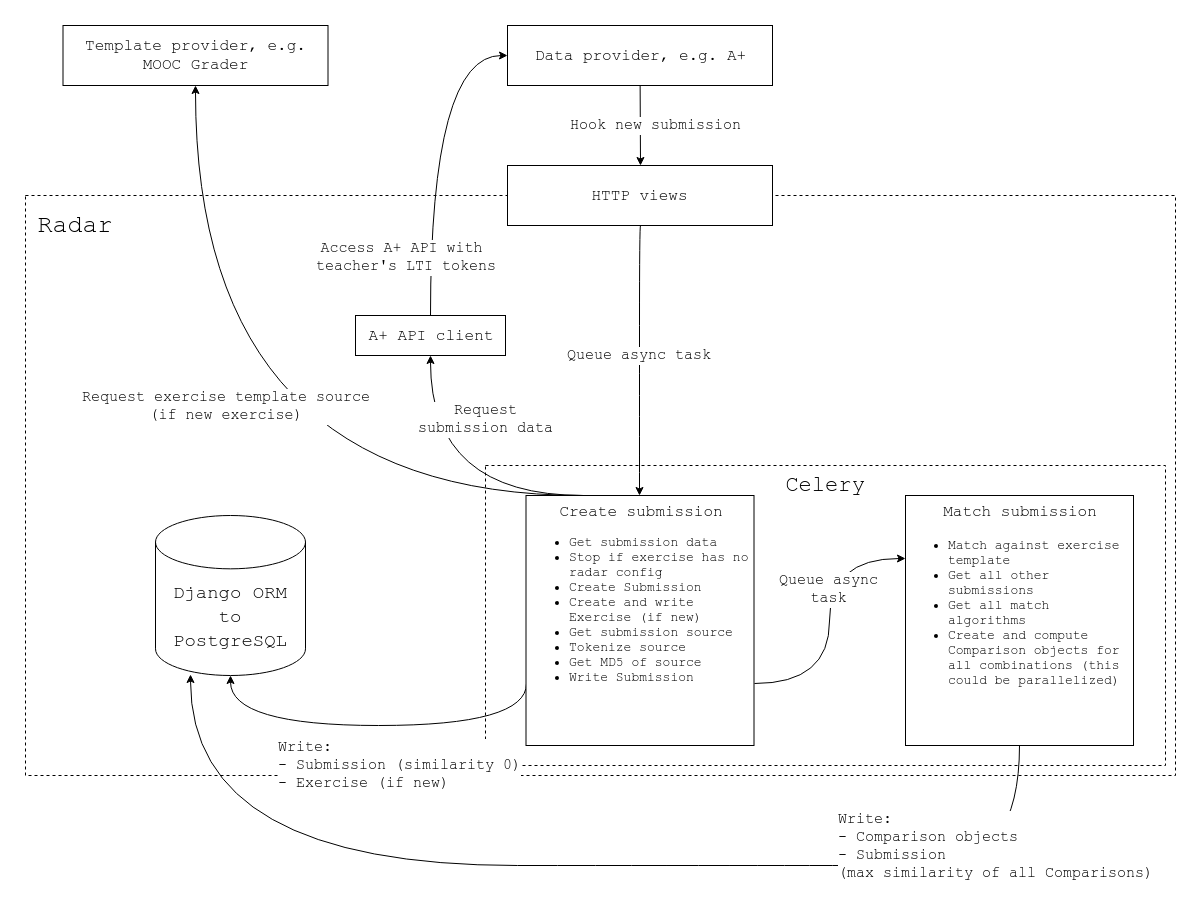 Template provider, e.g.
MOOC Grader
Data provider, e.g. A+
Hook new submission
HTTP views
Radar
Access A+ API with
teacher's LTI tokens
A+ API client
Queue async task
Request exercise template source
(if new exercise)
Request
submission data
Celery
Create submission
• Get submission data
• Stop if exercise has no
radar config
• Create Submission
• Create and write
Exercise (if new)
• Get submission source
• Tokenize source
• Get MD5 of source
• Write Submission
Queue async
task
Match submission
• Match against exercise
template
• Get all other
submissions
• Get all match
algorithms
• Create and compute
Comparison objects for
all combinations (this
could be parallelized)
Django ORM
to
PostgreSQL
Write:
- Submission (similarity 0)
- Exercise (if new)
Write:
- Comparison objects
- Submission
(max similarity of all Comparisons)